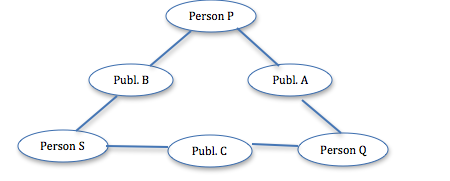 Person P
Publ. B
Publ. A
Person S
Publ. C
Person Q